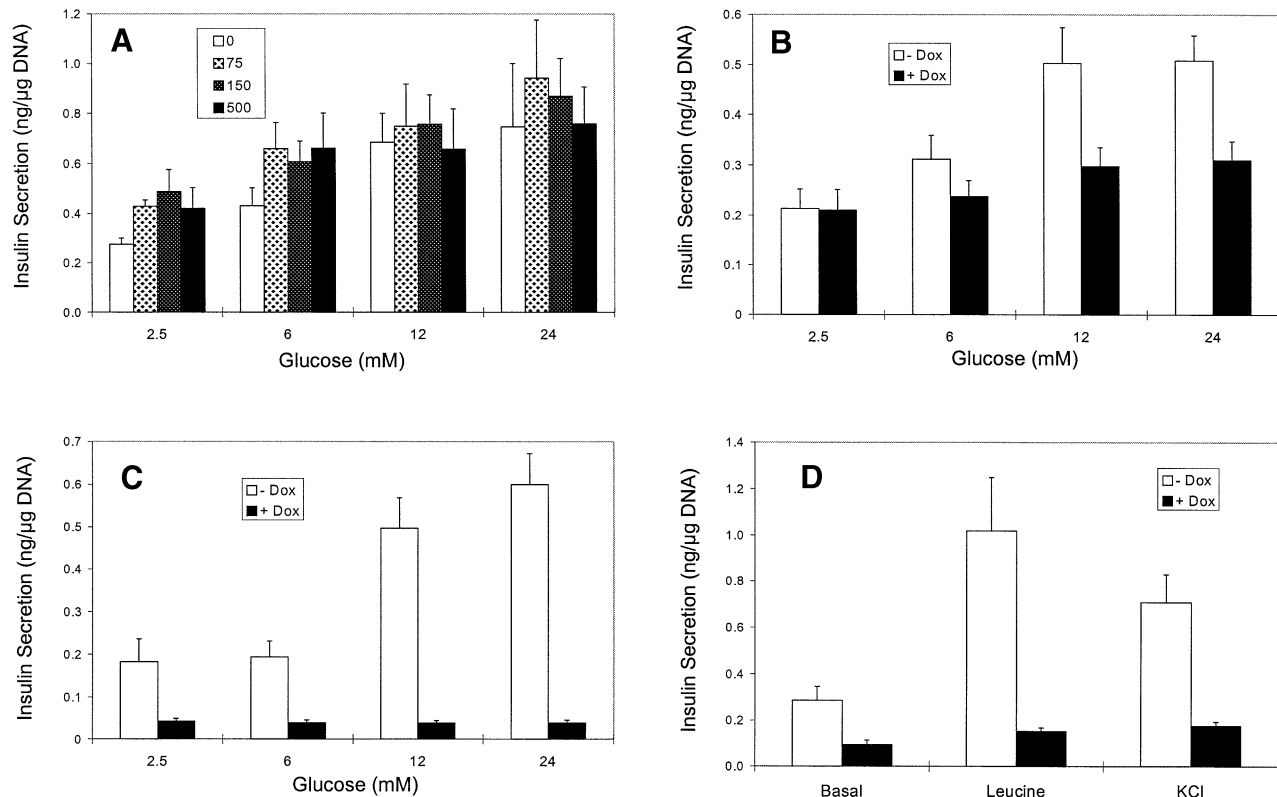 A
Insulin Secretion (ng/µg DNA)
1.2
1.0
0.8
0.6
0.4
0.2
0.0
0
75
150
500
2.5 6 12 24
Glucose (mM)
B
Insulin Secretion (ng/µg DNA)
0.6
0.5
0.4
0.3
0.2
0.1
0
- Dox
+ Dox
2.5 6 12 24
Glucose (mM)
C
Insulin Secretion (ng/µg DNA)
0.7
0.6
0.5
0.4
0.3
0.2
0.1
0
- Dox
+ Dox
2.5 6 12 24
Glucose (mM)
D
Insulin Secretion (ng/µg DNA)
1.4
1.2
1.0
0.8
0.6
0.4
0.2
0.0
- Dox
+ Dox
Basal Leucine KCl